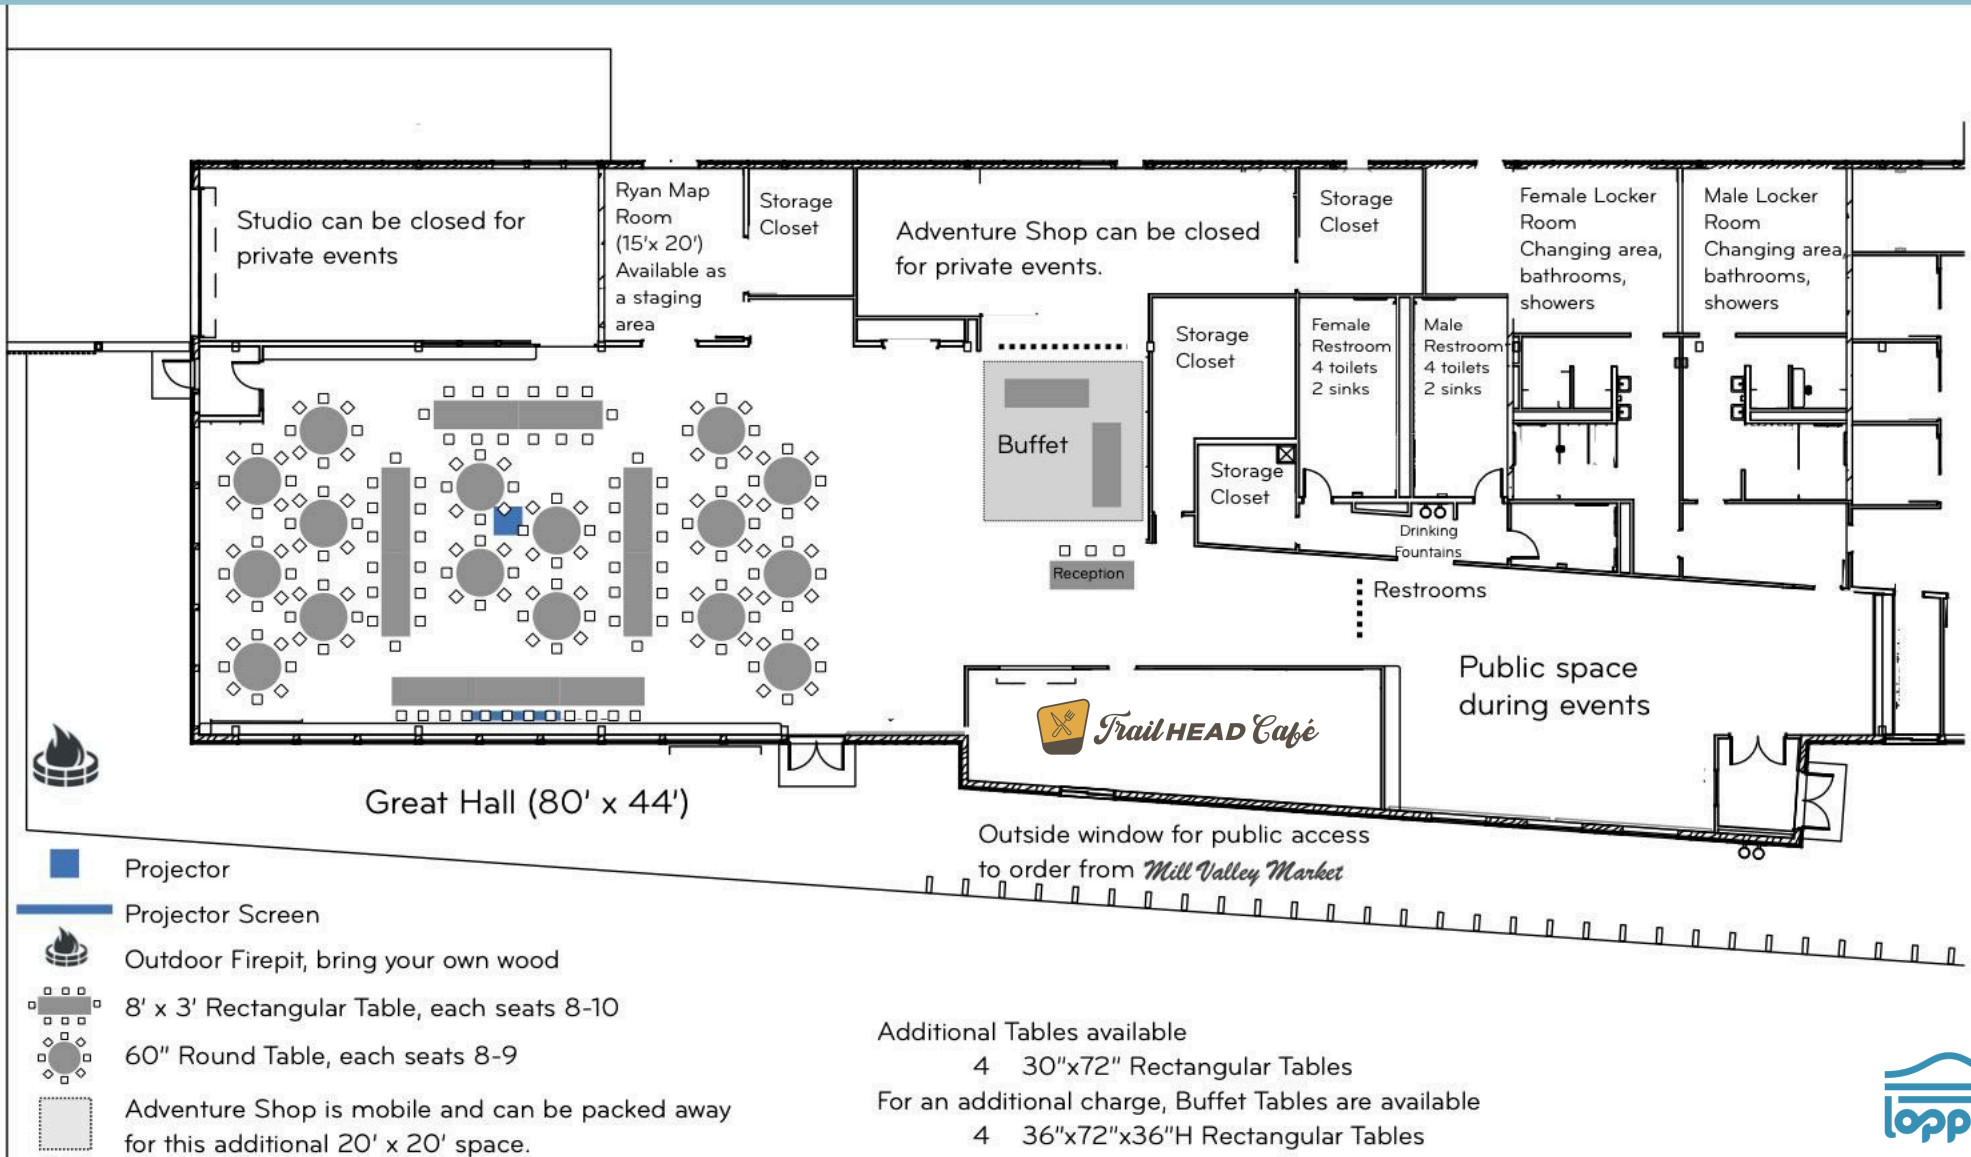 Studio can be closed for
private events
Ryan Map
Room
(15'x 20')
Available as
a staging
area
Storage
Closet
Adventure Shop can be closed
for private events.
Storage
Closet
Female Locker
Room
Changing area,
bathrooms,
showers
Male Locker
Room
Changing area,
bathrooms,
showers
Storage
Closet
Female
Restroom
4 toilets
2 sinks
Male
Restroom
4 toilets
2 sinks
Buffet
Storage
Closet
Drinking
Fountains
Reception
Restrooms
Public space
during events
Trail HEAD Café
Great Hall (80' x 44')
Outside window for public access
to order from Mill Valley Market
Projector
Projector Screen
Outdoor Firepit, bring your own wood
8' x 3' Rectangular Table, each seats 8-10
60" Round Table, each seats 8-9
Adventure Shop is mobile and can be packed away
for this additional 20' x 20' space.
Additional Tables available
4 30"x72" Rectangular Tables
For an additional charge, Buffet Tables are available
4 36"x72"x36"H Rectangular Tables
lopp